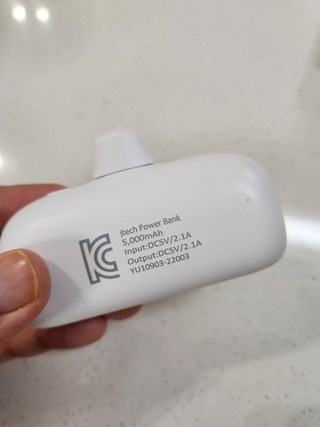 jtech Power Bank
5,000mAh
Input:DC5V/2.1A
Output:DC5V/2.1A
YU10903-22003